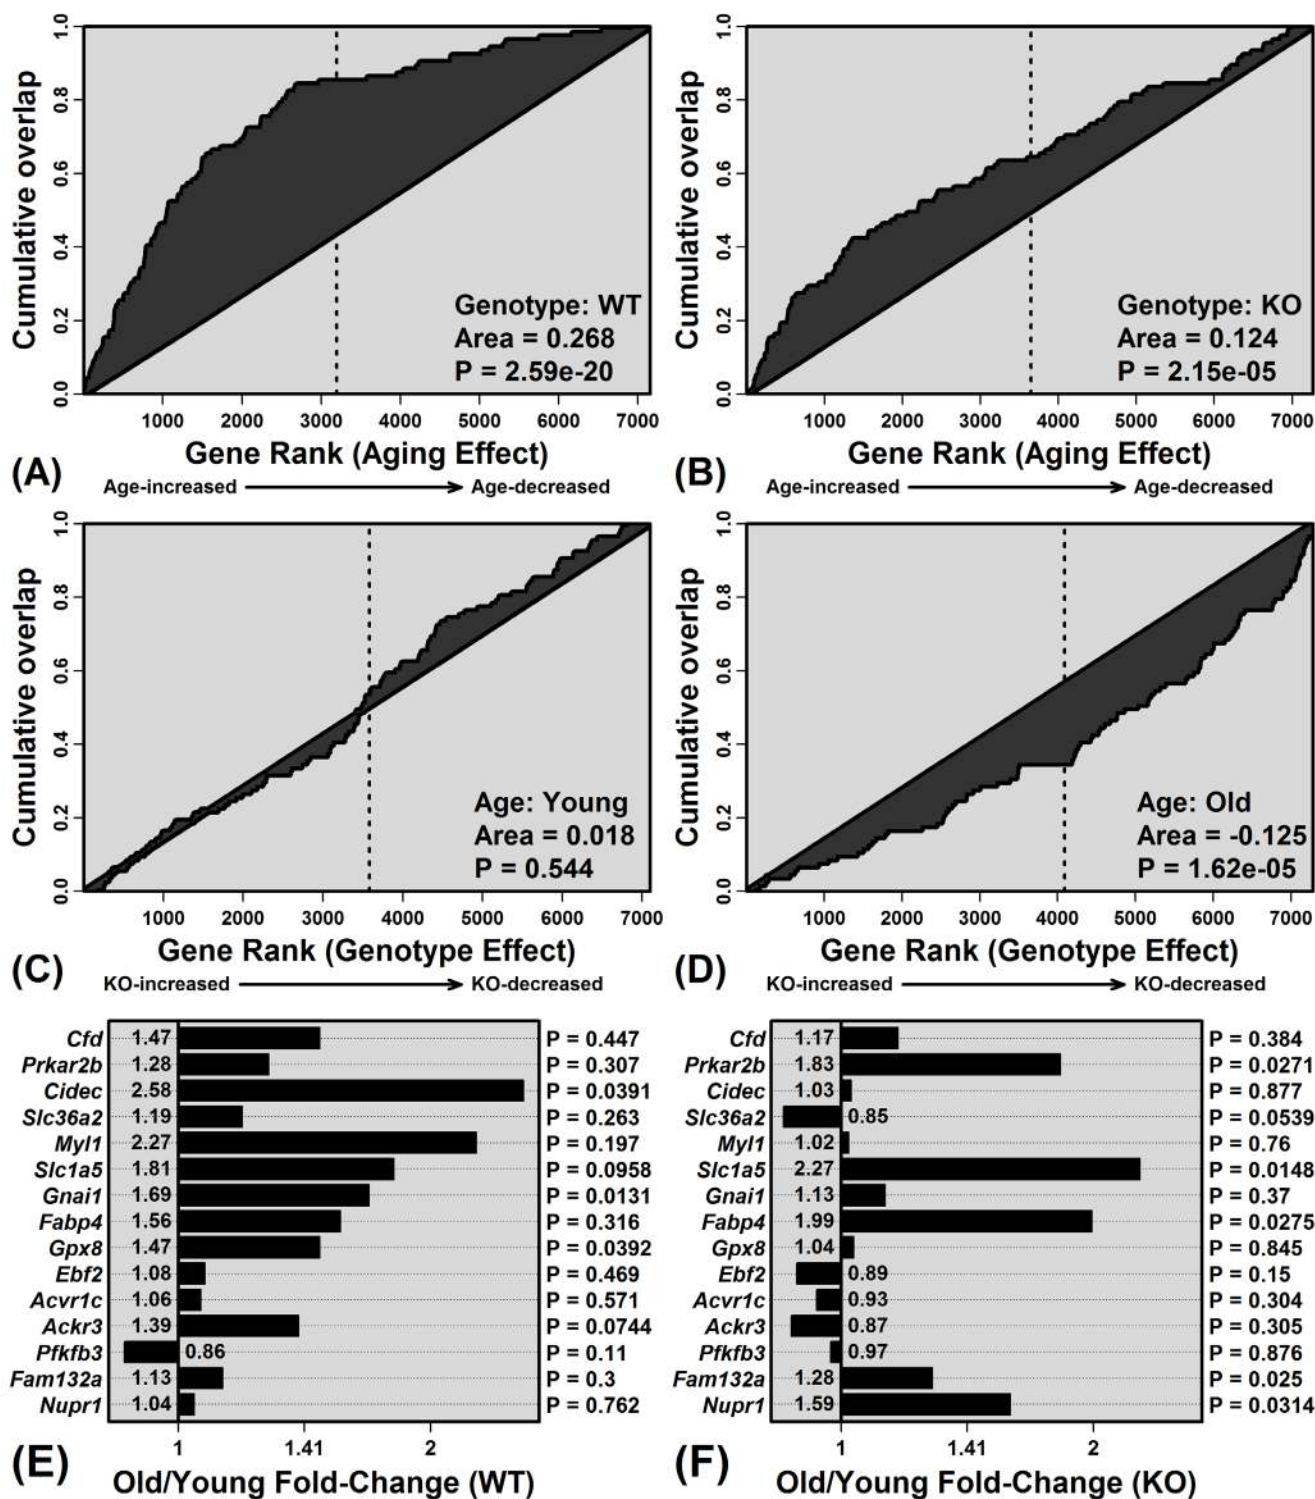 Cumulative overlap
0.0 0.2 0.4 0.6 0.8 1.0
Genotype: WT
Area = 0.268
P = 2.59e-20
1000 2000 3000 4000 5000 6000 7000
Gene Rank (Aging Effect)
(A)
Age-increased Age-decreased
Cumulative overlap
0.0 0.2 0.4 0.6 0.8 1.0
Genotype: KO
Area = 0.124
P = 2.15e-05
1000 2000 3000 4000 5000 6000 7000
Gene Rank (Aging Effect)
(B)
Age-increased Age-decreased
Cumulative overlap
0.0 0.2 0.4 0.6 0.8 1.0
Age: Young
Area = 0.018
P = 0.544
1000 2000 3000 4000 5000 6000 7000
Gene Rank (Genotype Effect)
(C)
KO-increased KO-decreased
Cumulative overlap
0.0 0.2 0.4 0.6 0.8 1.0
Age: Old
Area = -0.125
P = 1.62e-05
1000 2000 3000 4000 5000 6000 7000
Gene Rank (Genotype Effect)
(D)
KO-increased KO-decreased
Cfd 1.47 P = 0.447
Prkar2b 1.28 P = 0.307
Cidec 2.58 P = 0.0391
Slc36a2 1.19 P = 0.263
Myl1 2.27 P = 0.197
Slc1a5 1.81 P = 0.0958
Gnai1 1.69 P = 0.0131
Fabp4 1.56 P = 0.316
Gpx8 1.47 P = 0.0392
Ebf2 1.08 P = 0.469
Acvr1c 1.06 P = 0.571
Ackr3 1.39 P = 0.0744
Pfkfb3 0.86 P = 0.11
Fam132a 1.13 P = 0.3
Nupr1 1.04 P = 0.762
1 1.41 2
(E) Old/Young Fold-Change (WT)
Cfd 1.17 P = 0.384
Prkar2b 1.83 P = 0.0271
Cidec 1.03 P = 0.877
Slc36a2 0.85 P = 0.0539
Myl1 1.02 P = 0.76
Slc1a5 2.27 P = 0.0148
Gnai1 1.13 P = 0.37
Fabp4 1.99 P = 0.0275
Gpx8 1.04 P = 0.845
Ebf2 0.89 P = 0.15
Acvr1c 0.93 P = 0.304
Ackr3 0.87 P = 0.305
Pfkfb3 0.97 P = 0.876
Fam132a 1.28 P = 0.025
Nupr1 1.59 P = 0.0314
1 1.41 2
(F) Old/Young Fold-Change (KO)